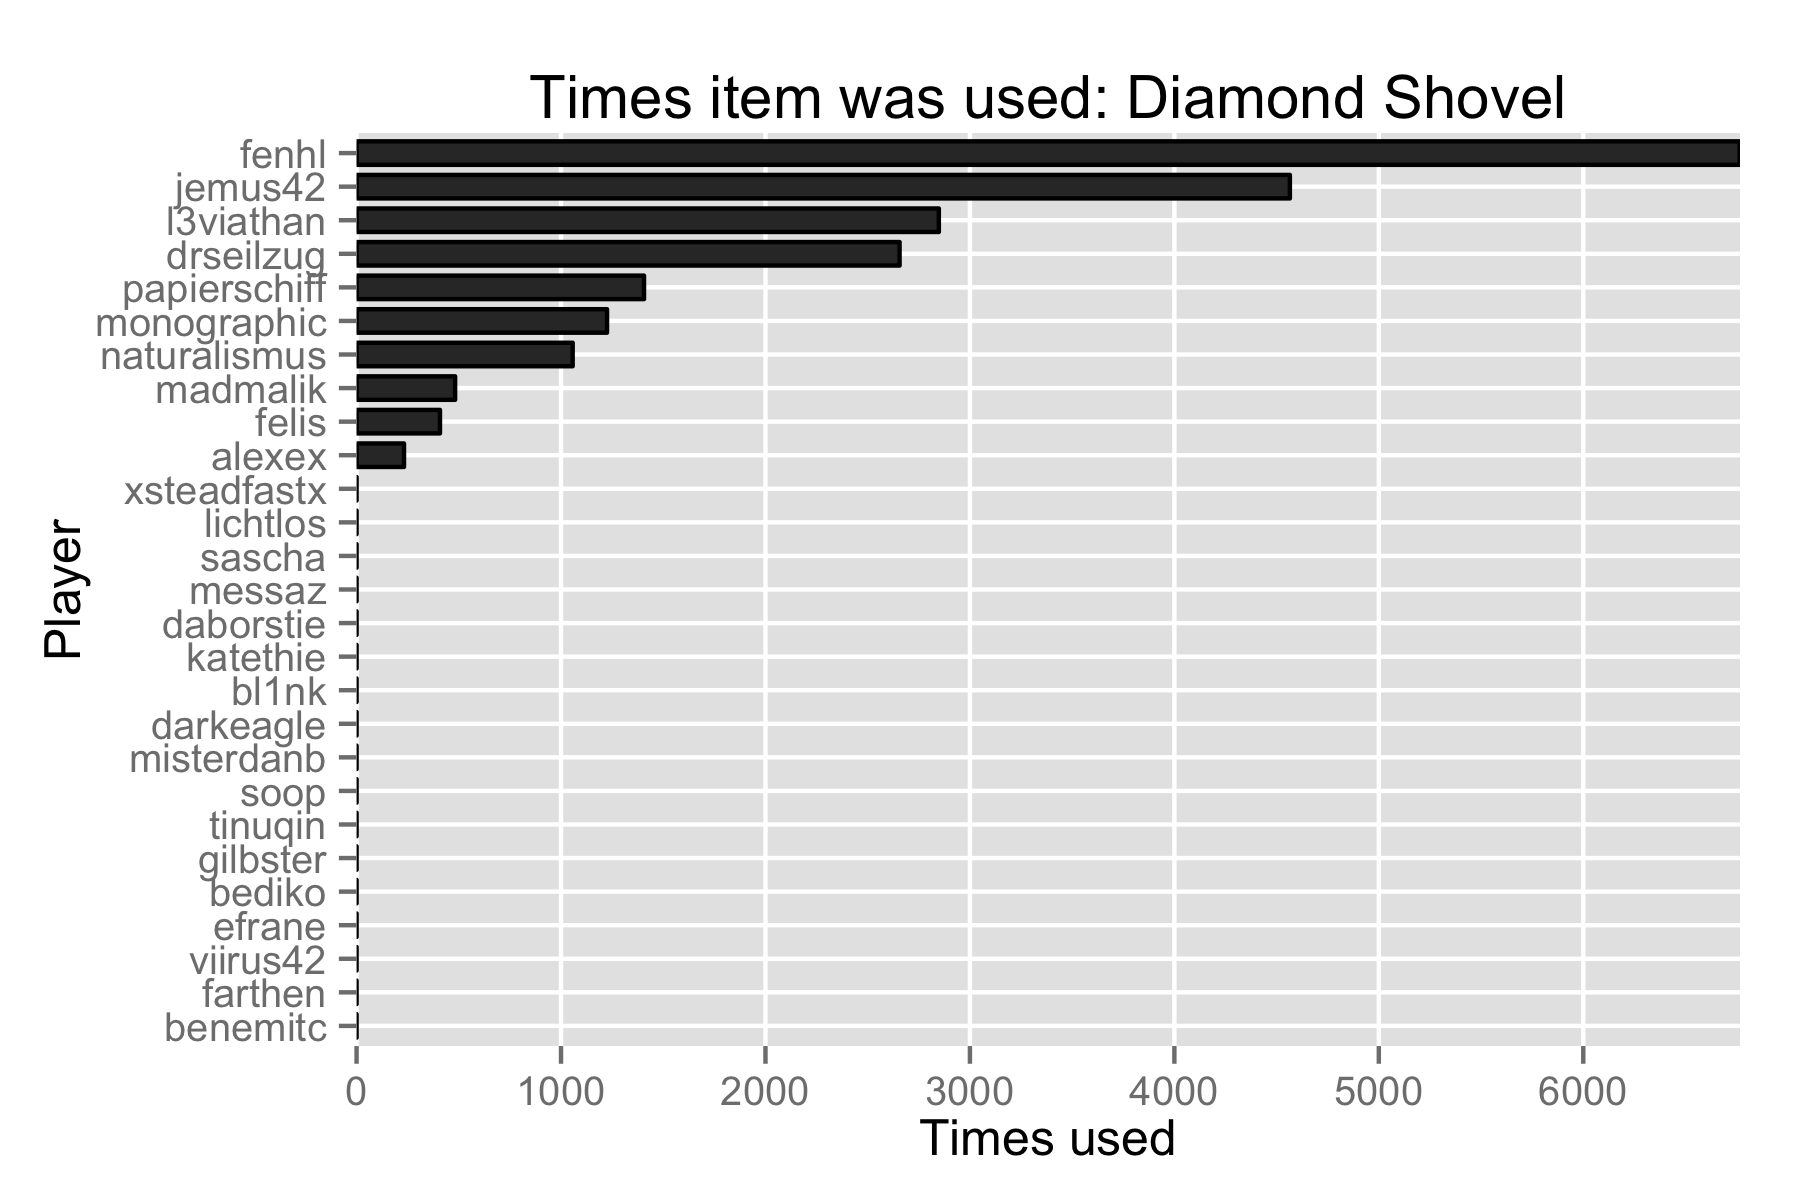 Times item was used: Diamond Shovel
fenhl
jemus42
l3viathan
drseilzug
papierschiff
monographic
naturalismus
madmalik
felis
alexex
xsteadfastx
lichtlos
sascha
messaz
daborstie
katethie
bl1nk
darkeagle
misterdanb
soop
tinuqin
gilbster
bediko
efrane
viirus42
farthen
benemitc
Player
0 1000 2000 3000 4000 5000 6000
Times used